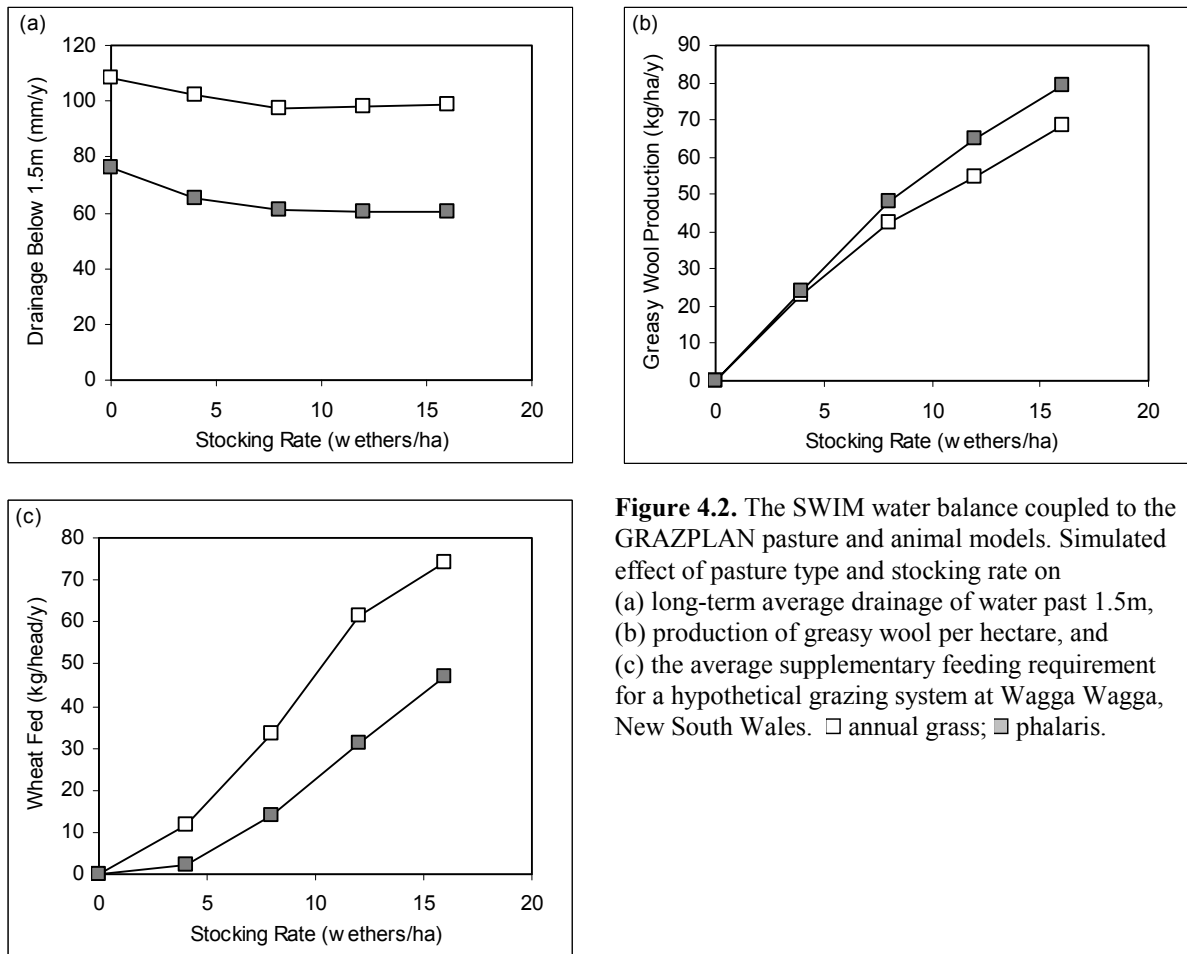 (a)
120
100
80
60
40
20
0
Drainage Below 1.5m (mm/y)
0 5 10 15 20
Stocking Rate (wethers/ha)
(b)
90
80
70
60
50
40
30
20
10
0
Greasy Wool Production (kg/ha/y)
0 5 10 15 20
Stocking Rate (wethers/ha)
(c)
80
70
60
50
40
30
20
10
0
Wheat Fed (kg/head/y)
0 5 10 15 20
Stocking Rate (wethers/ha)
Figure 4.2. The SWIM water balance coupled to the
GRAZPLAN pasture and animal models. Simulated
effect of pasture type and stocking rate on
(a) long-term average drainage of water past 1.5m,
(b) production of greasy wool per hectare, and
(c) the average supplementary feeding requirement
for a hypothetical grazing system at Wagga Wagga,
New South Wales. □ annual grass; ■ phalaris.